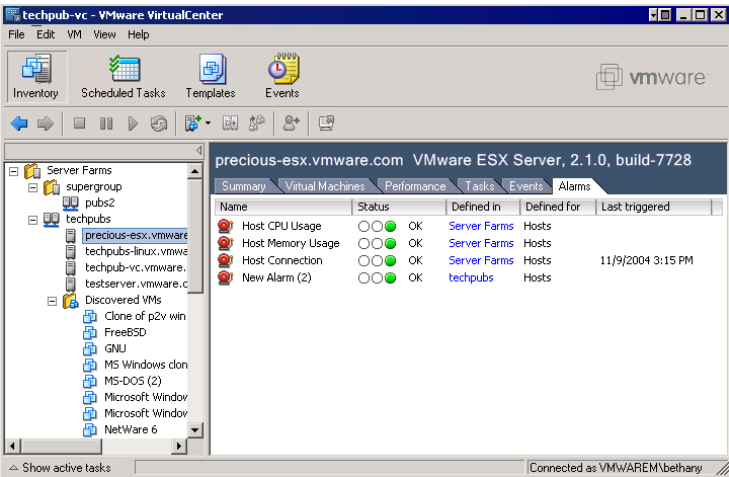 techpub-vc - VMware VirtualCenter
File Edit VM View Help
Inventory Scheduled Tasks Templates Events
vmware
precious-esx.vmware.com VMware ESX Server, 2.1.0, build-7728
Summary Virtual Machines Performance Tasks Events Alarms
Name Status Defined in Defined for Last triggered
Host CPU Usage OK Server Farms Hosts
Host Memory Usage OK Server Farms Hosts
Host Connection OK Server Farms Hosts 11/9/2004 3:15 PM
New Alarm (2) OK techpubs Hosts
Server Farms
supergroup
pubs2
techpubs
precious-esx.vmware
techpubs-linux.vmwa
techpub-vc.vmware.
testserver.vmware.c
Discovered VMs
Clone of p2v win
FreeBSD
GNU
MS Windows clon
MS-DOS (2)
Microsoft Window
Microsoft Window
NetWare 6
Show active tasks
Connected as VMWAREM\bethany